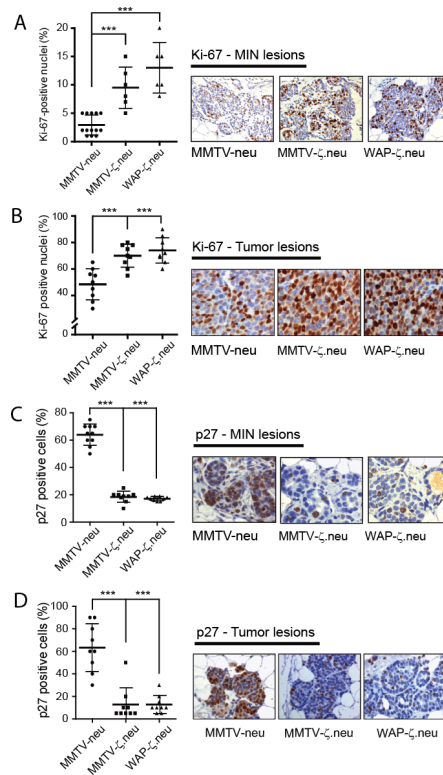 A
***
***
Ki-67-positive nuclei (%)
20
15
10
5
0
MMTV-neu
MMTV-ζ.neu
WAP-ζ.neu
Ki-67 - MIN lesions
MMTV-neu
MMTV-ζ.neu
WAP-ζ.neu
B
***
***
Ki-67 positive nuclei (%)
100
80
60
40
0
MMTV-neu
MMTV-ζ.neu
WAP-ζ.neu
Ki-67 - Tumor lesions
MMTV-neu
MMTV-ζ.neu
WAP-ζ.neu
C
***
***
p27 positive cells (%)
80
60
40
20
0
MMTV-neu
MMTV-ζ.neu
WAP-ζ.neu
p27 - MIN lesions
MMTV-neu
MMTV-ζ.neu
WAP-ζ.neu
D
***
***
p27 positive cells (%)
100
80
60
40
20
0
MMTV-neu
MMTV-ζ.neu
WAP-ζ.neu
p27 - Tumor lesions
MMTV-neu
MMTV-ζ.neu
WAP-ζ.neu